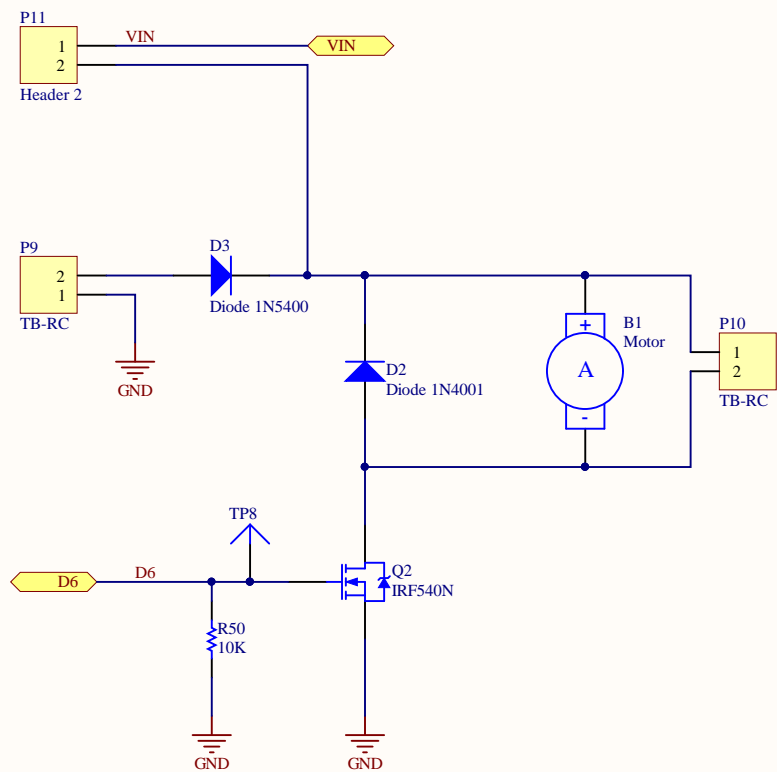 P11
1
2
Header 2
VIN
VIN
P9
2
1
TB-RC
GND
D3
Diode 1N5400
D2
Diode 1N4001
+
A
-
B1
Motor
P10
1
2
TB-RC
TP8
D6
D6
Q2
IRF540N
R50
10K
GND
GND